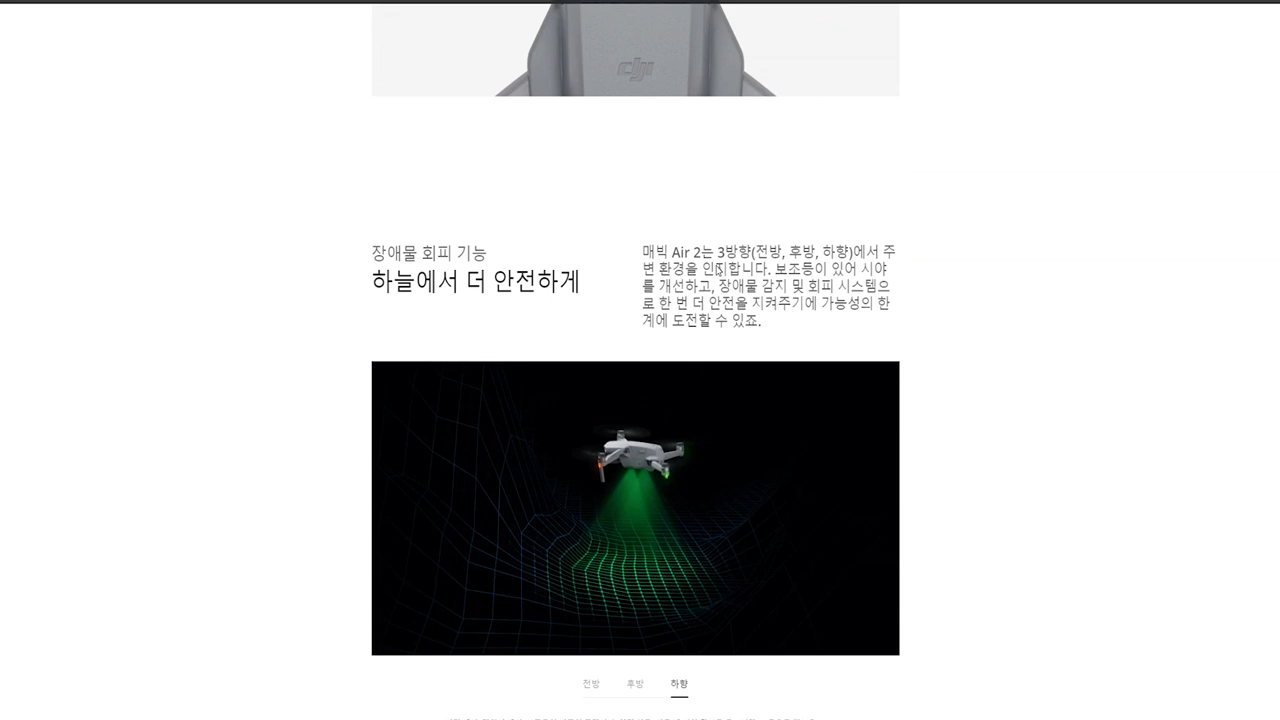 dji
장애물 회피 기능
하늘에서 더 안전하게
매빅 Air 2는 3방향(전방, 후방, 하향)에서 주
변 환경을 인지합니다. 보조등이 있어 시야
를 개선하고, 장애물 감지 및 회피 시스템으
로 한 번 더 안전을 지켜주기에 가능성의 한
계에 도전할 수 있죠.
전방 후방 하향